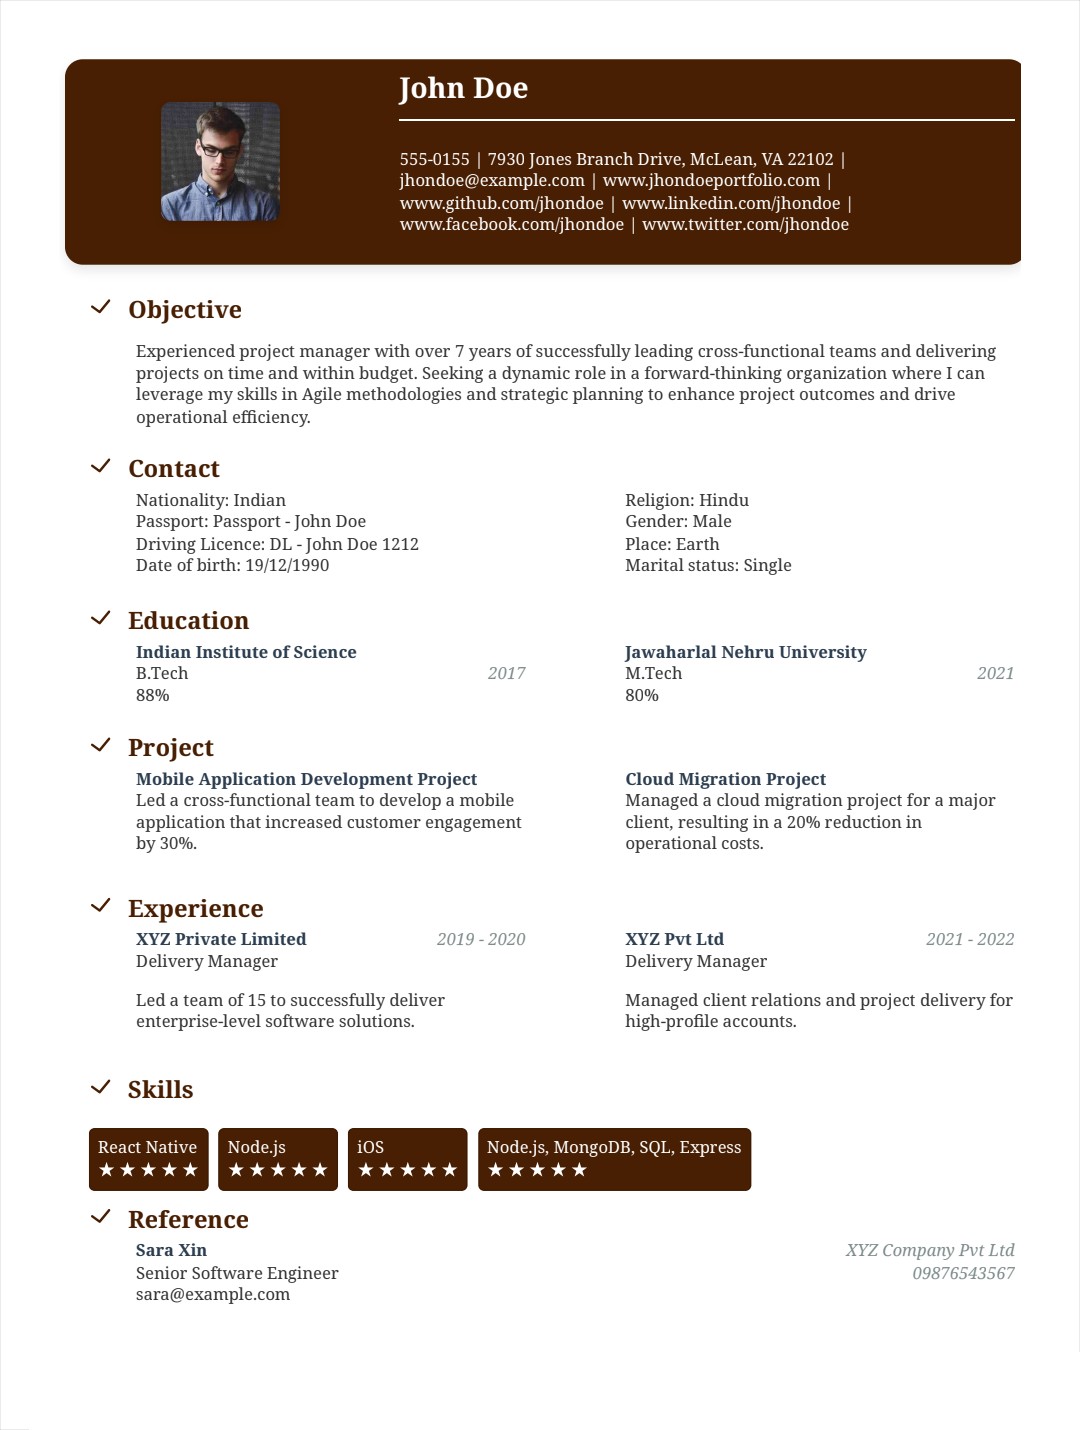 John Doe
555-0155 | 7930 Jones Branch Drive, McLean, VA 22102 |
jhondoe@example.com | www.jhondoeportfolio.com |
www.github.com/jhondoe | www.linkedin.com/jhondoe |
www.facebook.com/jhondoe | www.twitter.com/jhondoe
Objective
Experienced project manager with over 7 years of successfully leading cross-functional teams and delivering
projects on time and within budget. Seeking a dynamic role in a forward-thinking organization where I can
leverage my skills in Agile methodologies and strategic planning to enhance project outcomes and drive
operational efficiency.
Contact
Nationality: Indian
Passport: Passport - John Doe
Driving Licence: DL - John Doe 1212
Date of birth: 19/12/1990
Religion: Hindu
Gender: Male
Place: Earth
Marital status: Single
Education
Indian Institute of Science
B.Tech 2017
88%
Jawaharlal Nehru University
M.Tech 2021
80%
Project
Mobile Application Development Project
Led a cross-functional team to develop a mobile
application that increased customer engagement
by 30%.
Cloud Migration Project
Managed a cloud migration project for a major
client, resulting in a 20% reduction in
operational costs.
Experience
XYZ Private Limited 2019 - 2020
Delivery Manager
Led a team of 15 to successfully deliver
enterprise-level software solutions.
XYZ Pvt Ltd 2021 - 2022
Delivery Manager
Managed client relations and project delivery for
high-profile accounts.
Skills
React Native
★★★★★
Node.js
★★★★★
iOS
★★★★★
Node.js, MongoDB, SQL, Express
★★★★★
Reference
Sara Xin XYZ Company Pvt Ltd
Senior Software Engineer 09876543567
sara@example.com